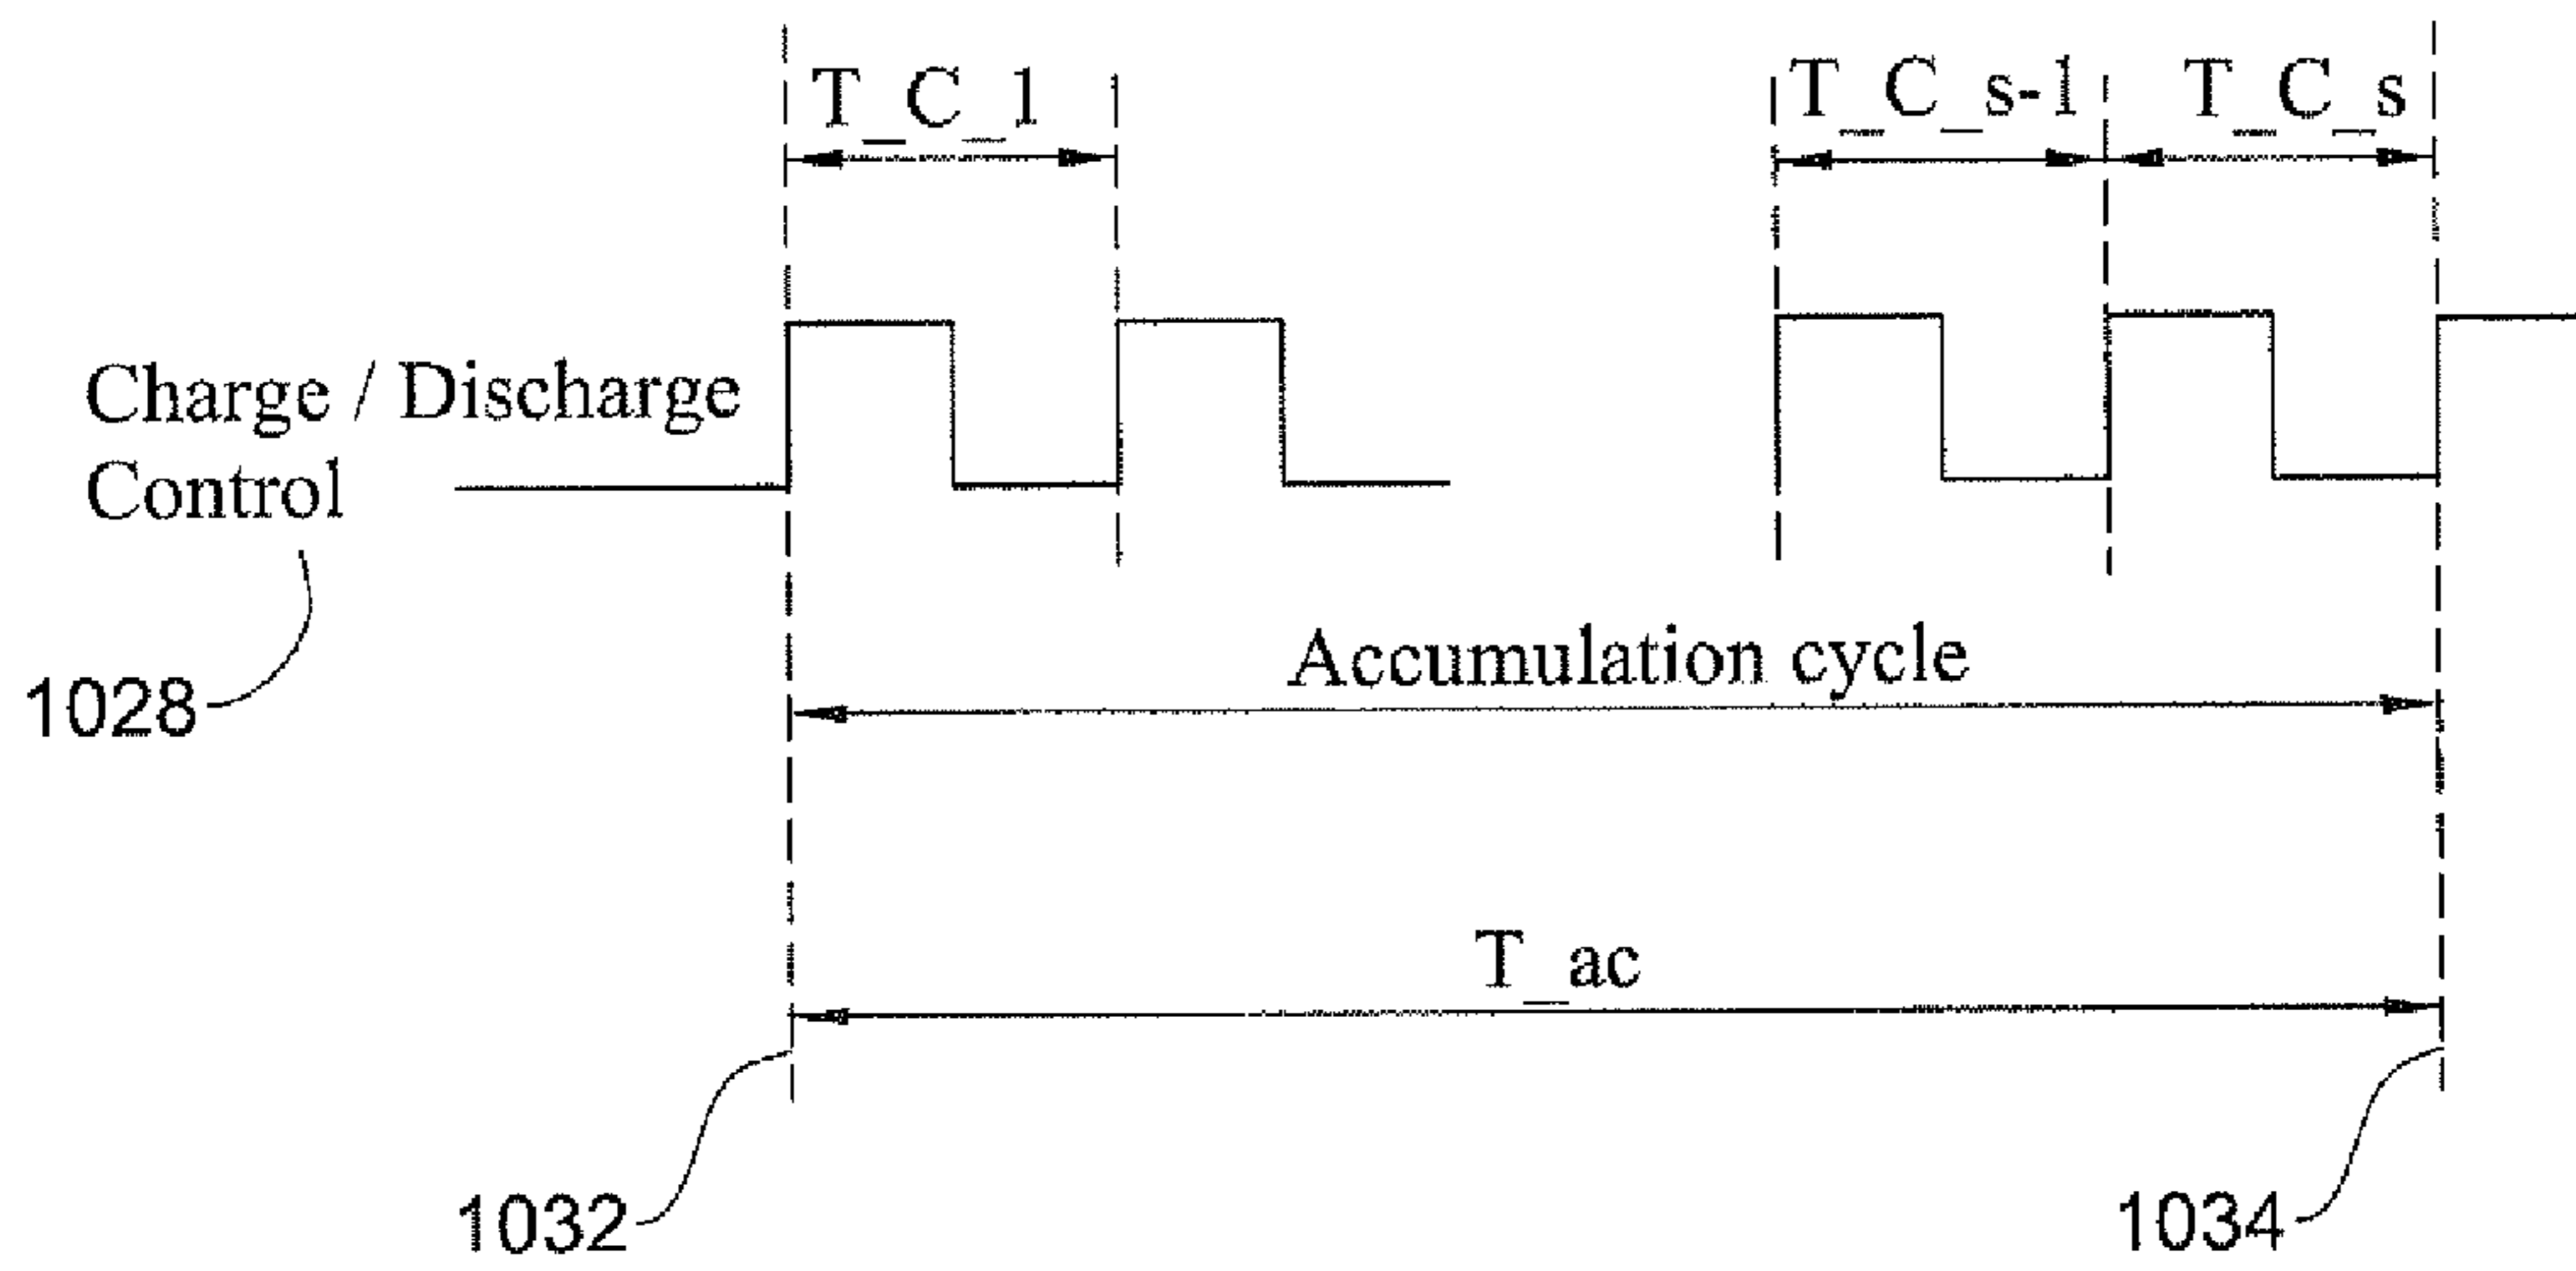 T_C_1
T_C_s-1
T_C_s
Charge / Discharge
Control
1028
Accumulation cycle
T_ac
1032
1034